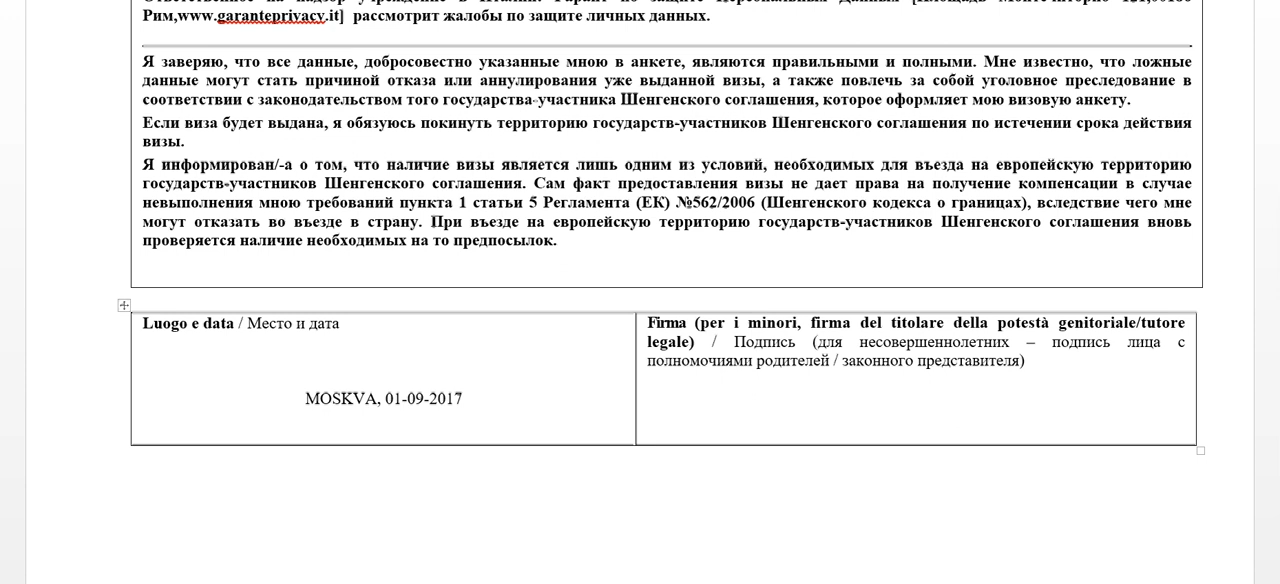 Рим,www.garanteprivacy.it] рассмотрит жалобы по защите личных данных.
Я заверяю, что все данные, добросовестно указанные мною в анкете, являются правильными и полными. Мне известно, что ложные
данные могут стать причиной отказа или аннулирования уже выданной визы, а также повлечь за собой уголовное преследование в
соответствии с законодательством того государства-участника Шенгенского соглашения, которое оформляет мою визовую анкету.
Если виза будет выдана, я обязуюсь покинуть территорию государств-участников Шенгенского соглашения по истечении срока действия
визы.
Я информирован/-а о том, что наличие визы является лишь одним из условий, необходимых для въезда на европейскую территорию
государств-участников Шенгенского соглашения. Сам факт предоставления визы не дает права на получение компенсации в случае
невыполнения мною требований пункта 1 статьи 5 Регламента (ЕК) №562/2006 (Шенгенского кодекса о границах), вследствие чего мне
могут отказать во въезде в страну. При въезде на европейскую территорию государств-участников Шенгенского соглашения вновь
проверяется наличие необходимых на то предпосылок.
Luogo e data / Место и дата
MOSKVA, 01-09-2017
Firma (per i minori, firma del titolare della potestà genitoriale/tutore
legale) / Подпись (для несовершеннолетних – подпись лица с
полномочиями родителей / законного представителя)